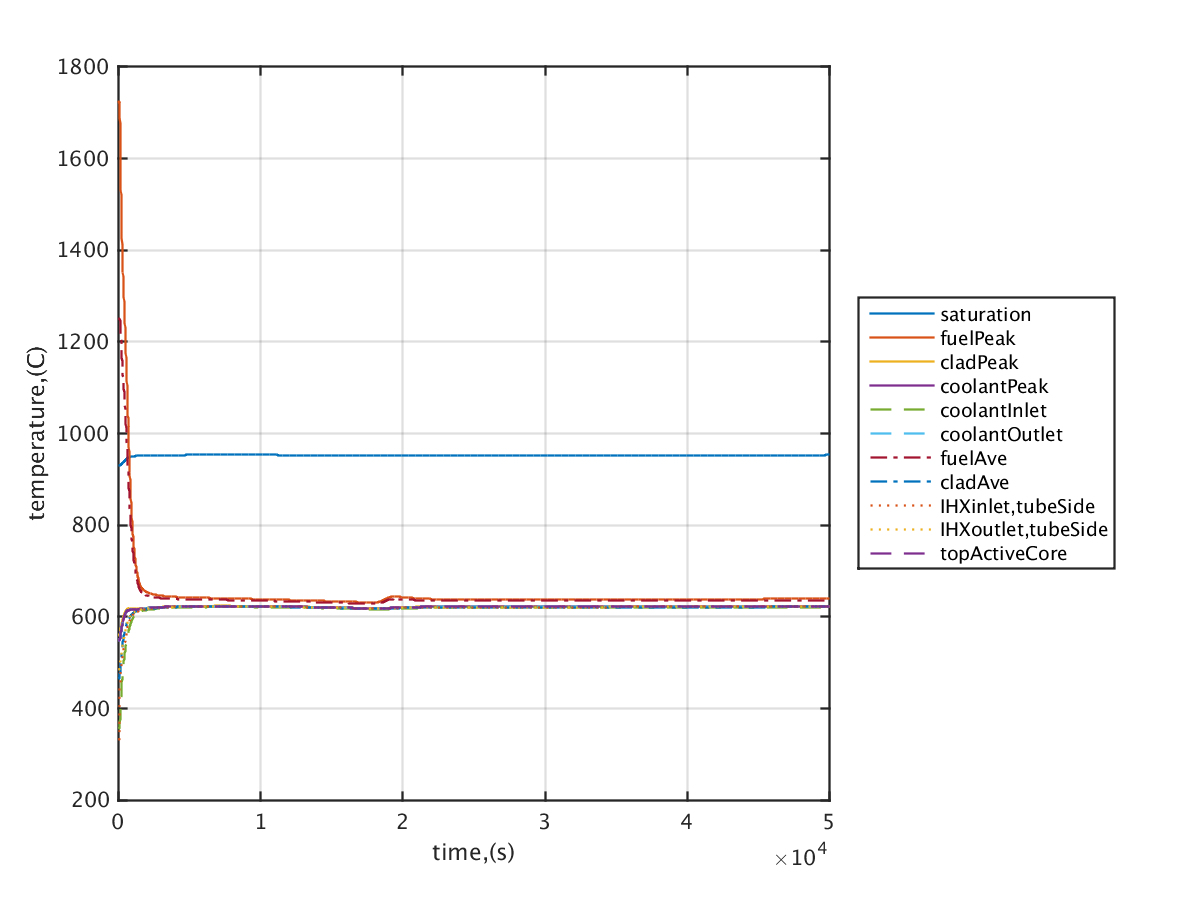 1800
1600
1400
1200
1000
800
600
400
200
temperature,(C)
0
1
2
3
4
5
×10^4
time,(s)
saturation
fuelPeak
cladPeak
coolantPeak
coolantInlet
coolantOutlet
fuelAve
cladAve
IHXinlet,tubeSide
IHXoutlet,tubeSide
topActiveCore